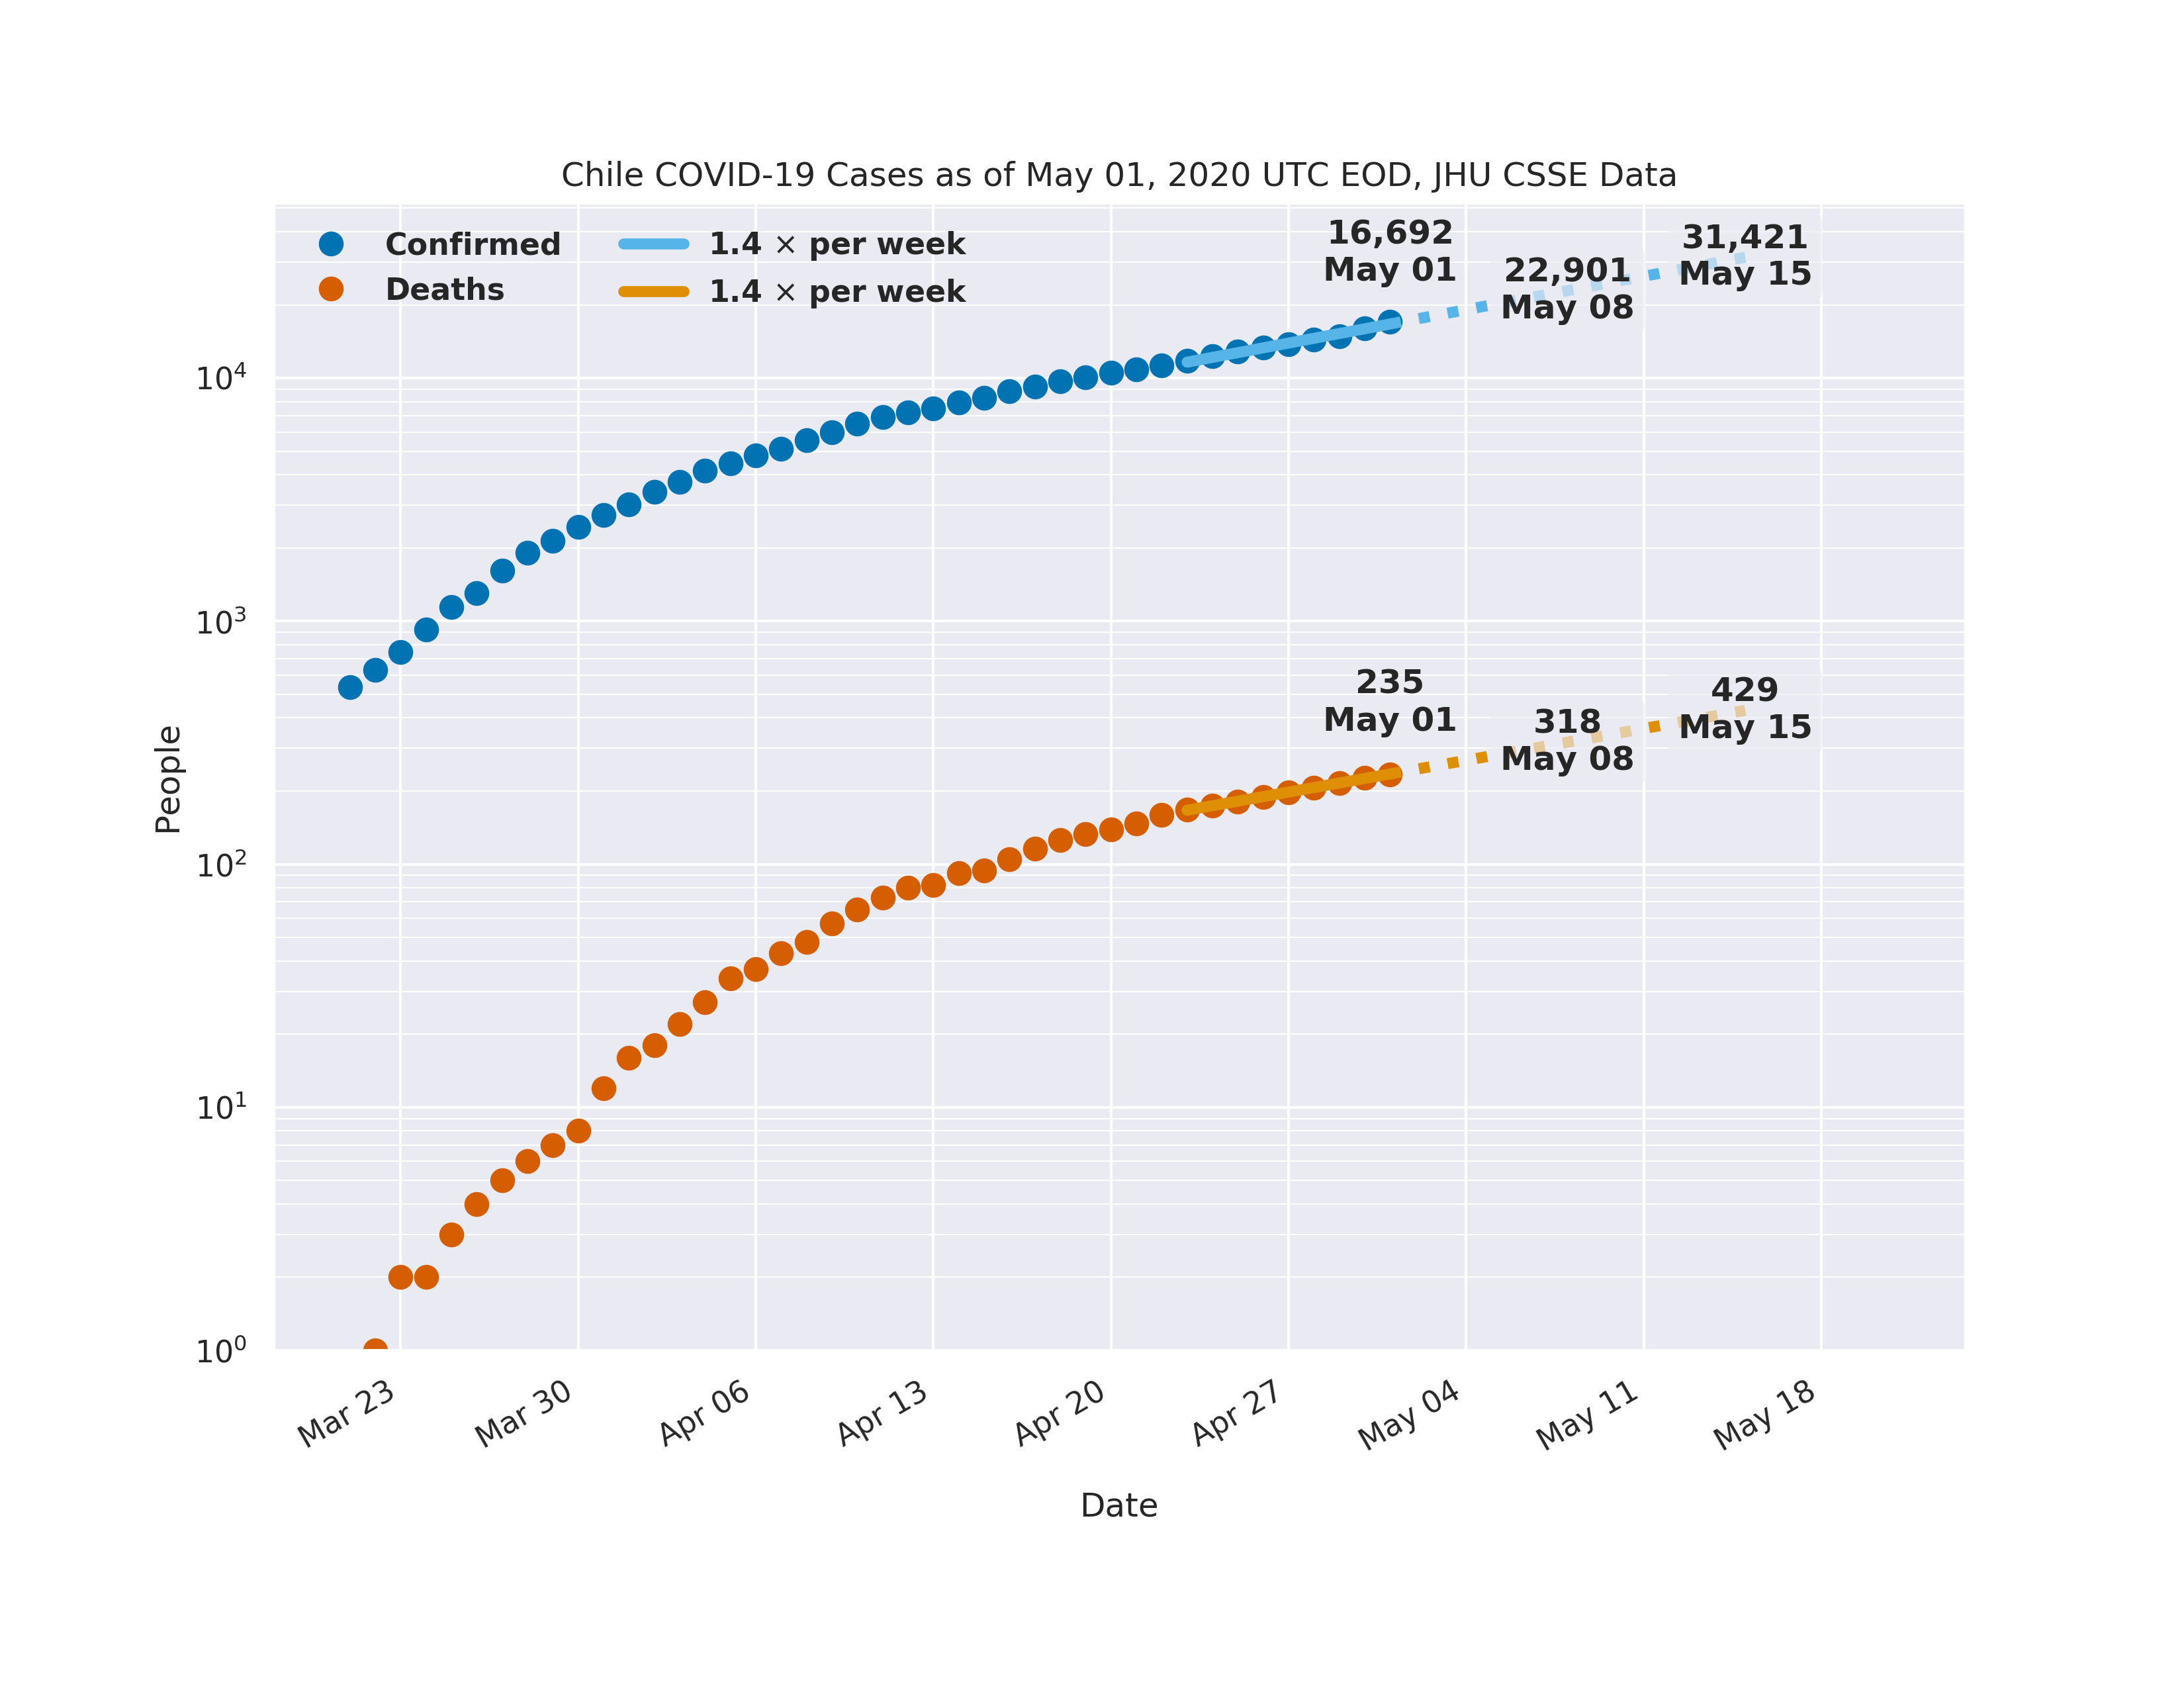 Chile COVID-19 Cases as of May 01, 2020 UTC EOD, JHU CSSE Data
Confirmed
Deaths
1.4 × per week
1.4 × per week
16,692
May 01
22,901
May 08
31,421
May 15
235
May 01
318
May 08
429
May 15
People
10⁴
10³
10²
10¹
10⁰
Mar 23
Mar 30
Apr 06
Apr 13
Apr 20
Apr 27
May 04
May 11
May 18
Date